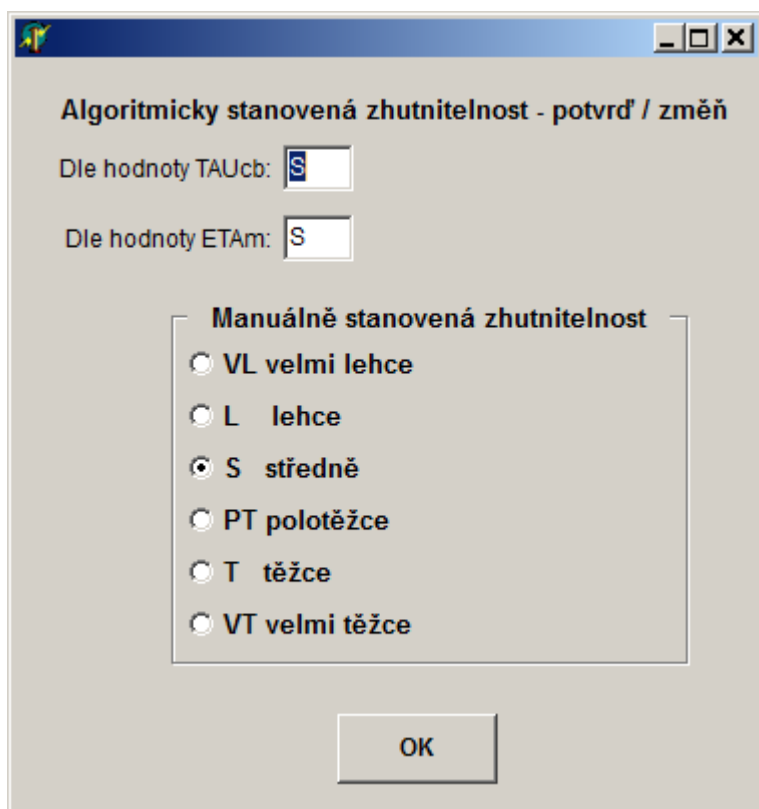 Algoritmicky stanovená zhutnitelnost - potvrď / změň
Dle hodnoty TAUcb: S
Dle hodnoty ETAm: S
Manuálně stanovená zhutnitelnost
VL velmi lehce
L lehce
S středně
PT polotěžce
T těžce
VT velmi těžce
OK